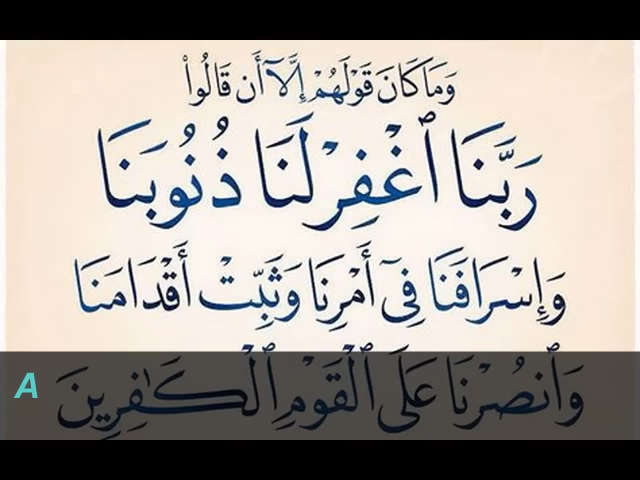 وَمَا كَانَ قَوْلَهُمْ إِلَّآ أَن قَالُوا۟
رَبَّنَا ٱغْفِرْ لَنَا ذُنُوبَنَا
وَإِسْرَافَنَا فِىٓ أَمْرِنَا وَثَبِّتْ أَقْدَامَنَا
وَٱنصُرْنَا عَلَى ٱلْقَوْمِ ٱلْكَـٰفِرِينَ
A